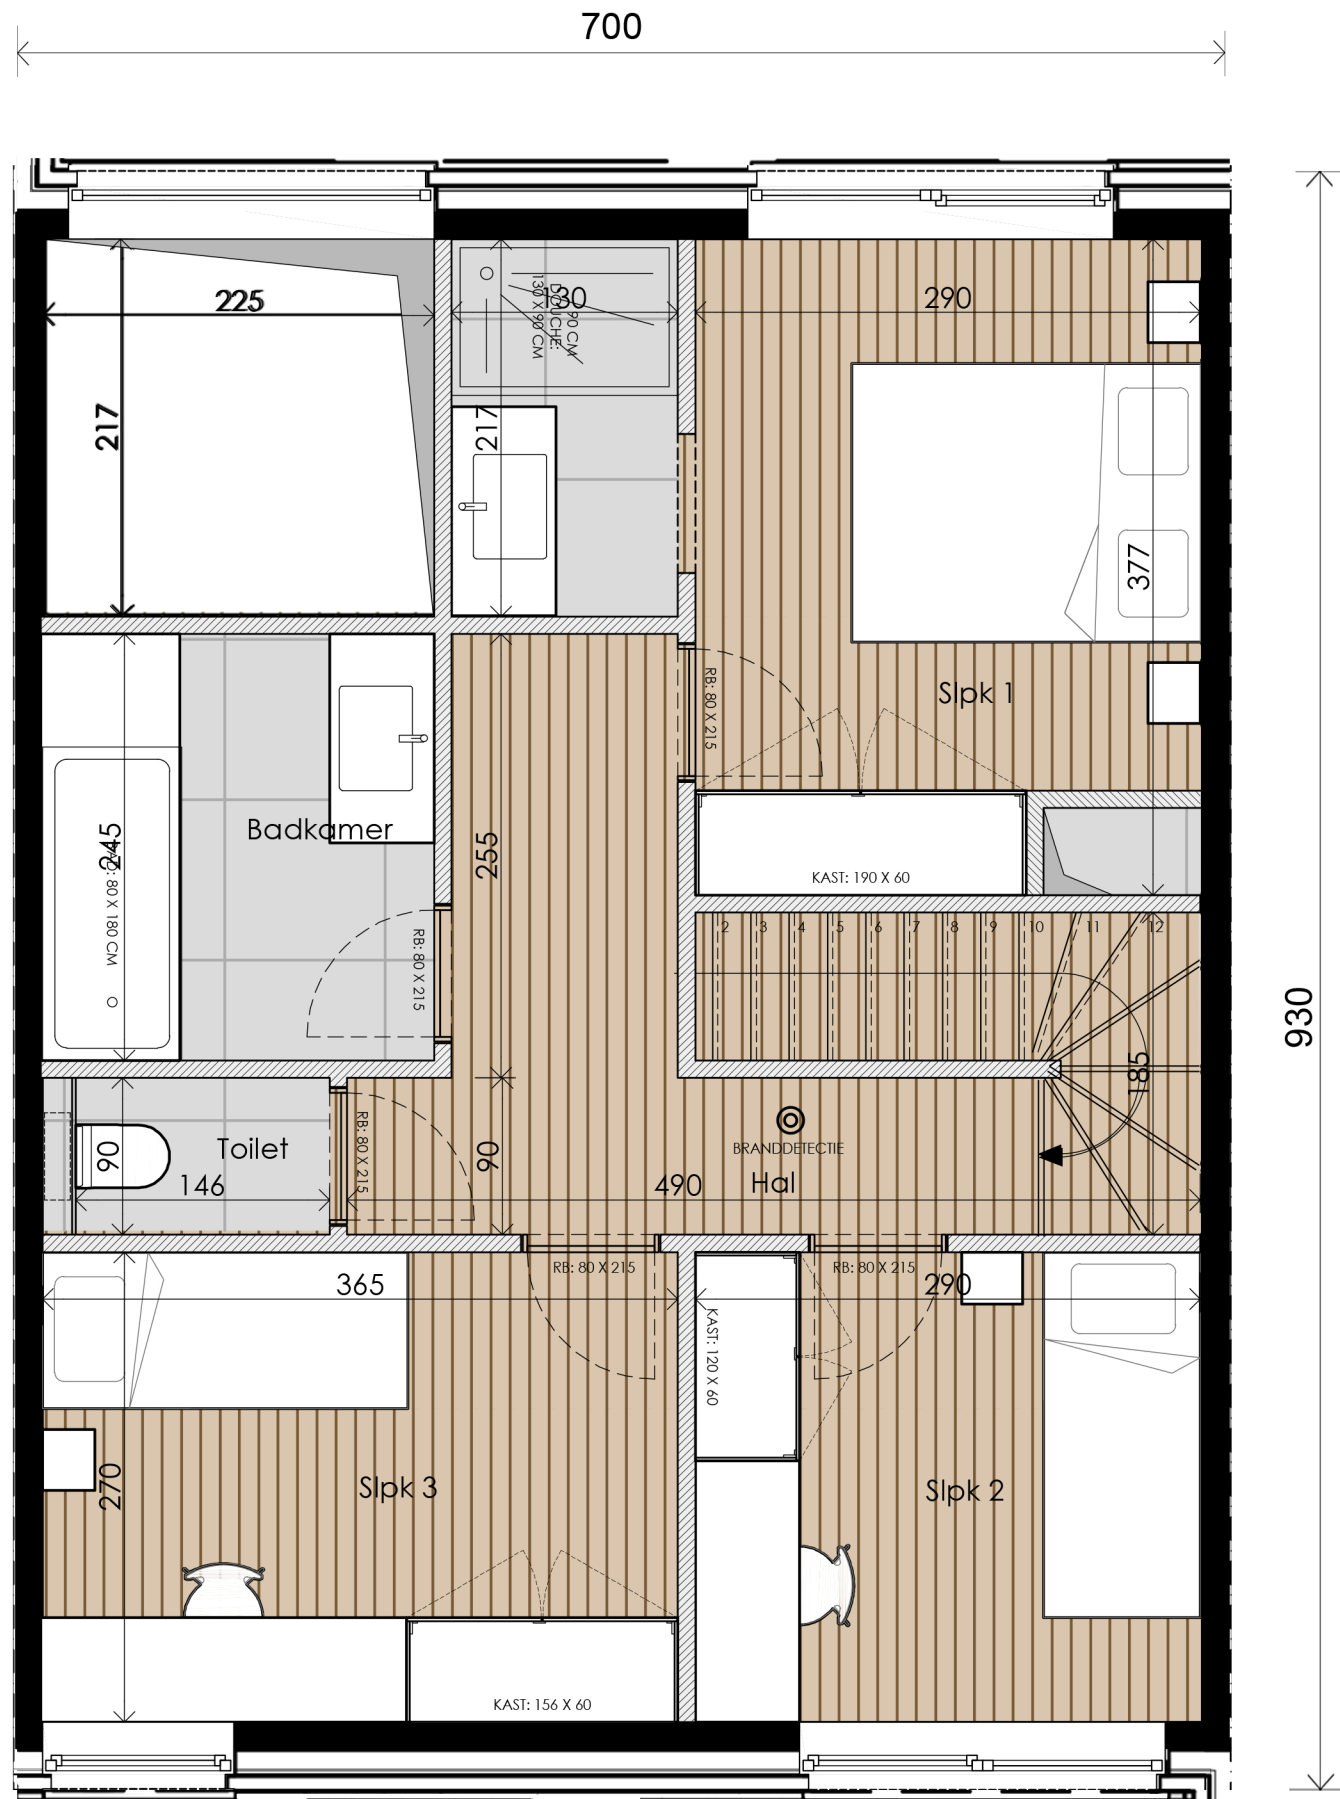 700
225
130
290
DOUCHE:
130 X 90 CM
217
217
377
Slpk 1
RB: 80 X 215
Badkamer
245
80 X 180 CM
255
KAST: 190 X 60
2 3 4 5 6 7 8 9 10 11 12
RB: 80 X 215
930
185
BRANDDETECTIE
Toilet
90
RB: 80 X 215
90
146
490
Hal
365
RB: 80 X 215
RB: 80 X 215
290
KAST: 120 X 60
270
Slpk 3
Slpk 2
KAST: 156 X 60